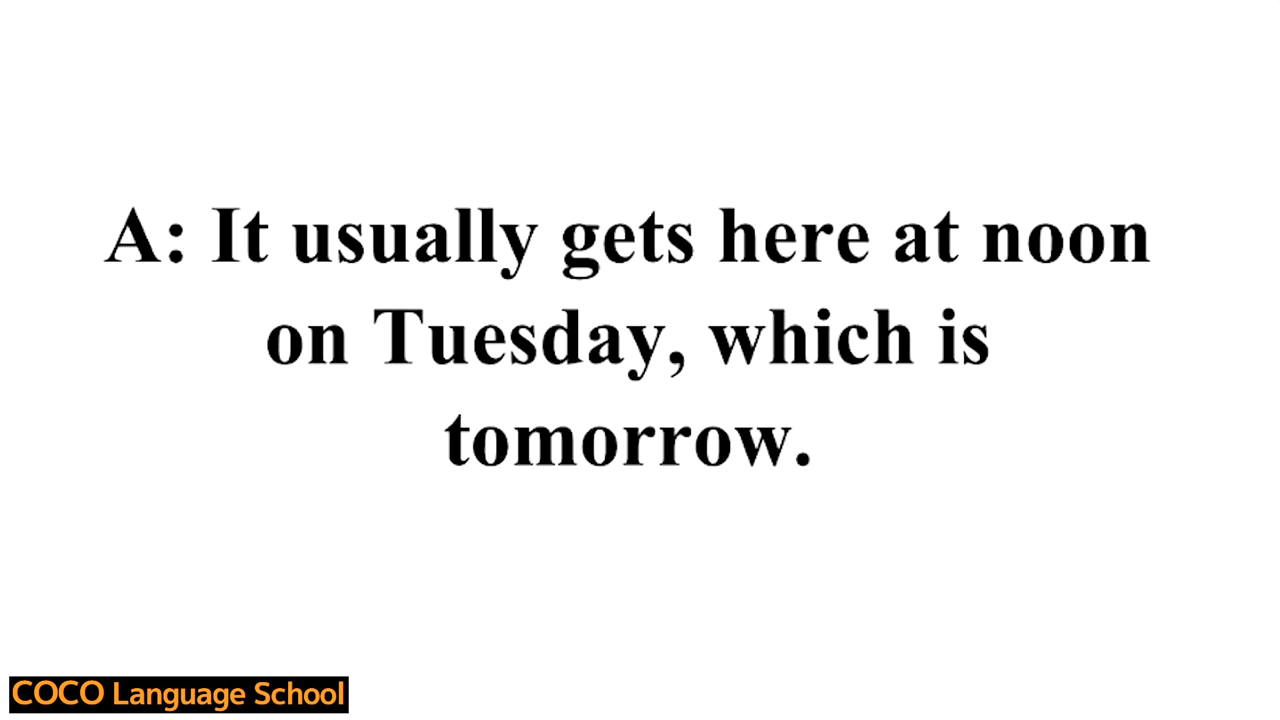 A: It usually gets here at noon
on Tuesday, which is
tomorrow.
COCO Language School